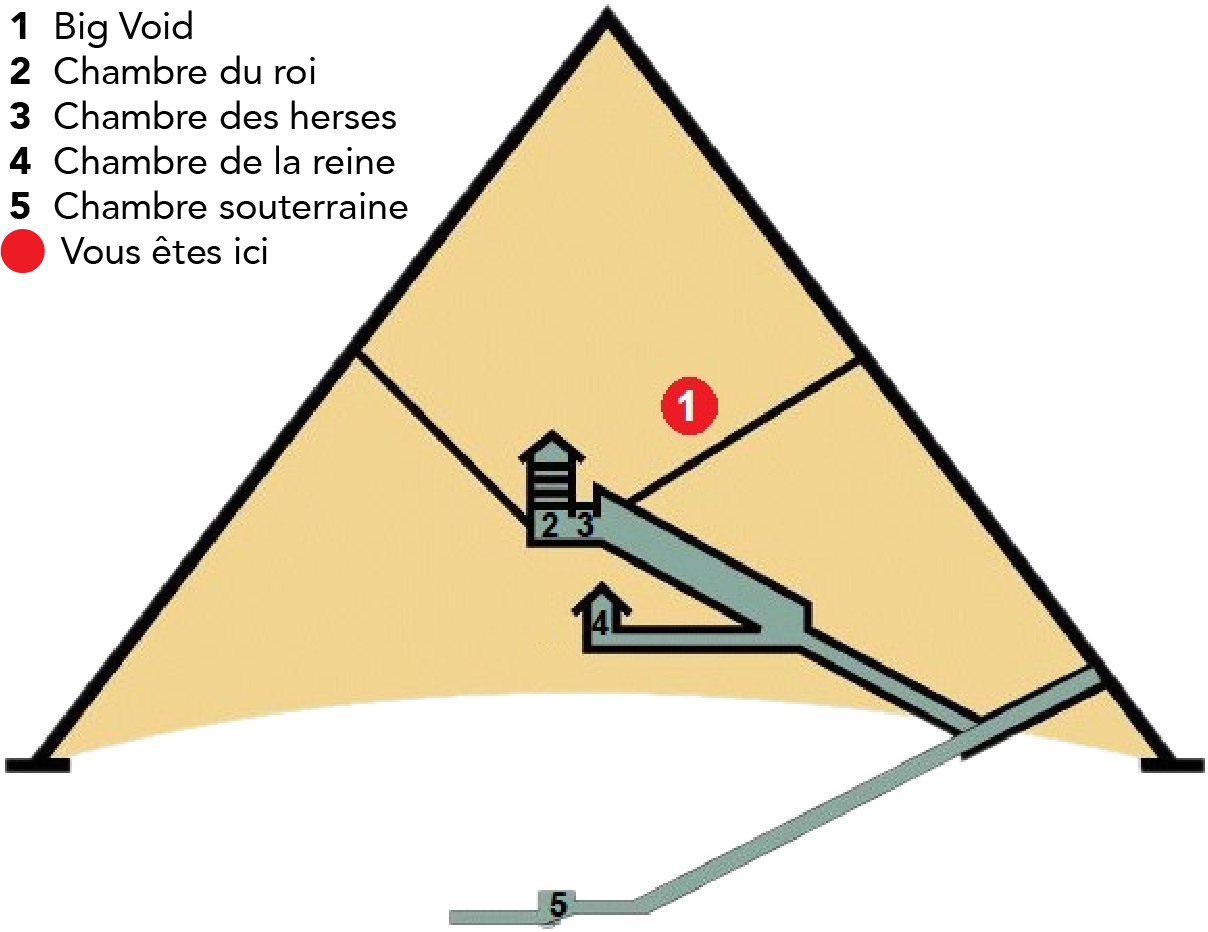 1 Big Void
2 Chambre du roi
3 Chambre des herses
4 Chambre de la reine
5 Chambre souterraine
Vous êtes ici
1
2 3
4
5